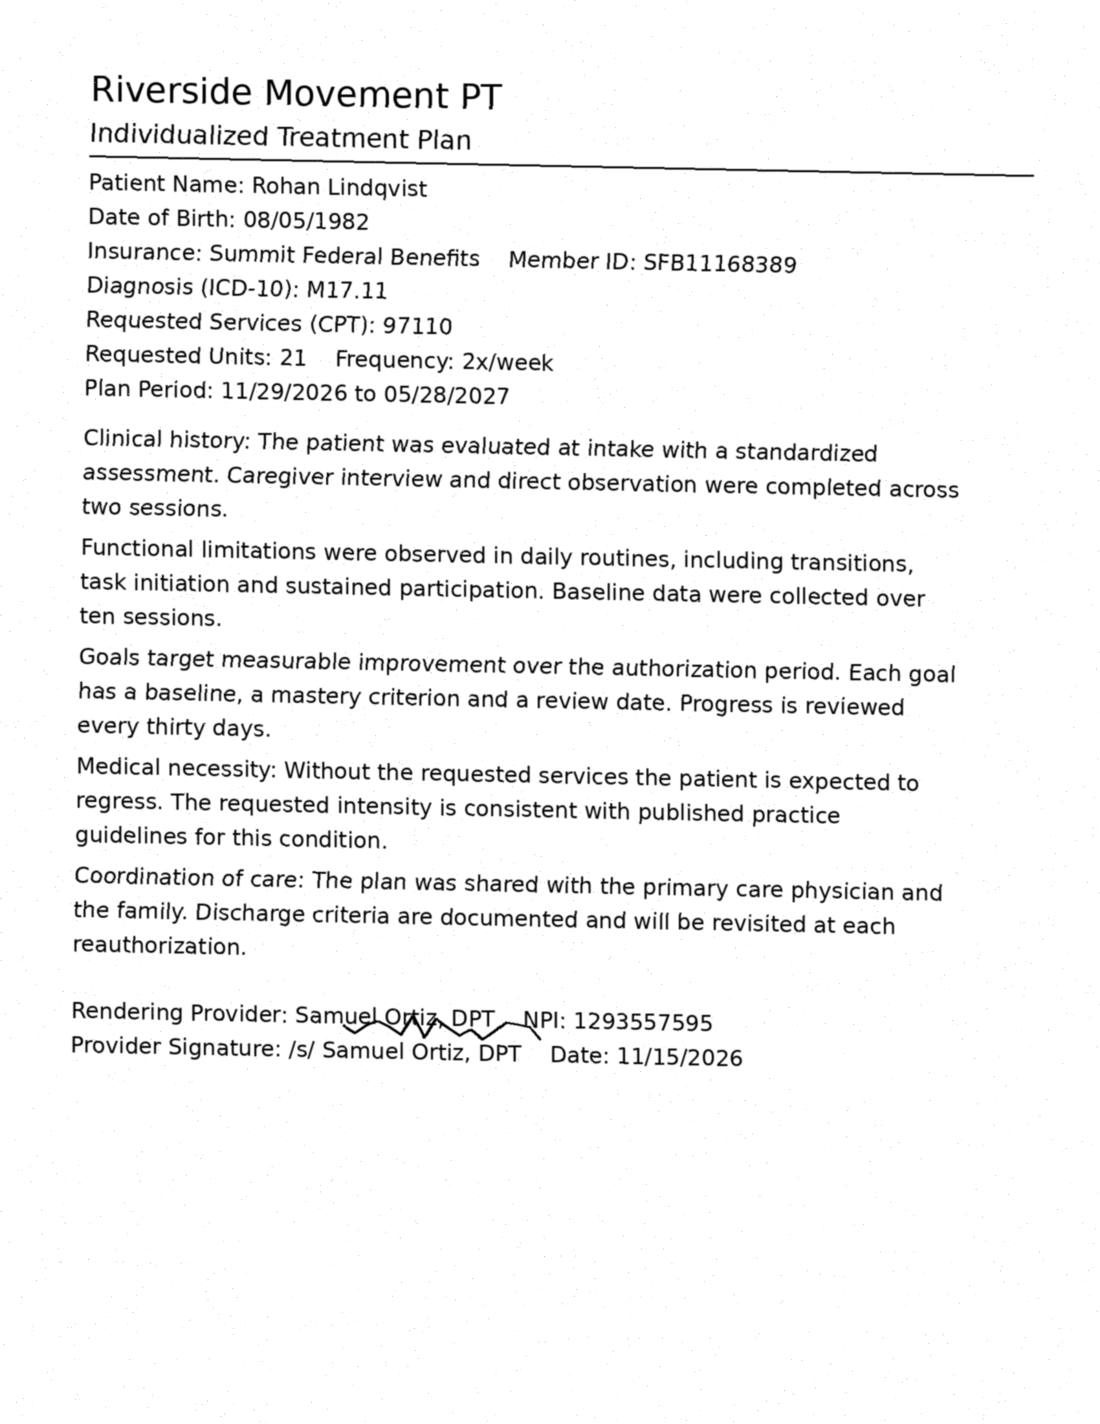 Riverside Movement PT
Individualized Treatment Plan
Patient Name: Rohan Lindqvist
Date of Birth: 08/05/1982
Insurance: Summit Federal Benefits Member ID: SFB11168389
Diagnosis (ICD-10): M17.11
Requested Services (CPT): 97110
Requested Units: 21 Frequency: 2x/week
Plan Period: 11/29/2026 to 05/28/2027
Clinical history: The patient was evaluated at intake with a standardized
assessment. Caregiver interview and direct observation were completed across
two sessions.
Functional limitations were observed in daily routines, including transitions,
task initiation and sustained participation. Baseline data were collected over
ten sessions.
Goals target measurable improvement over the authorization period. Each goal
has a baseline, a mastery criterion and a review date. Progress is reviewed
every thirty days.
Medical necessity: Without the requested services the patient is expected to
regress. The requested intensity is consistent with published practice
guidelines for this condition.
Coordination of care: The plan was shared with the primary care physician and
the family. Discharge criteria are documented and will be revisited at each
reauthorization.
Rendering Provider: Samuel Ortiz, DPT NPI: 1293557595
Provider Signature: /s/ Samuel Ortiz, DPT Date: 11/15/2026